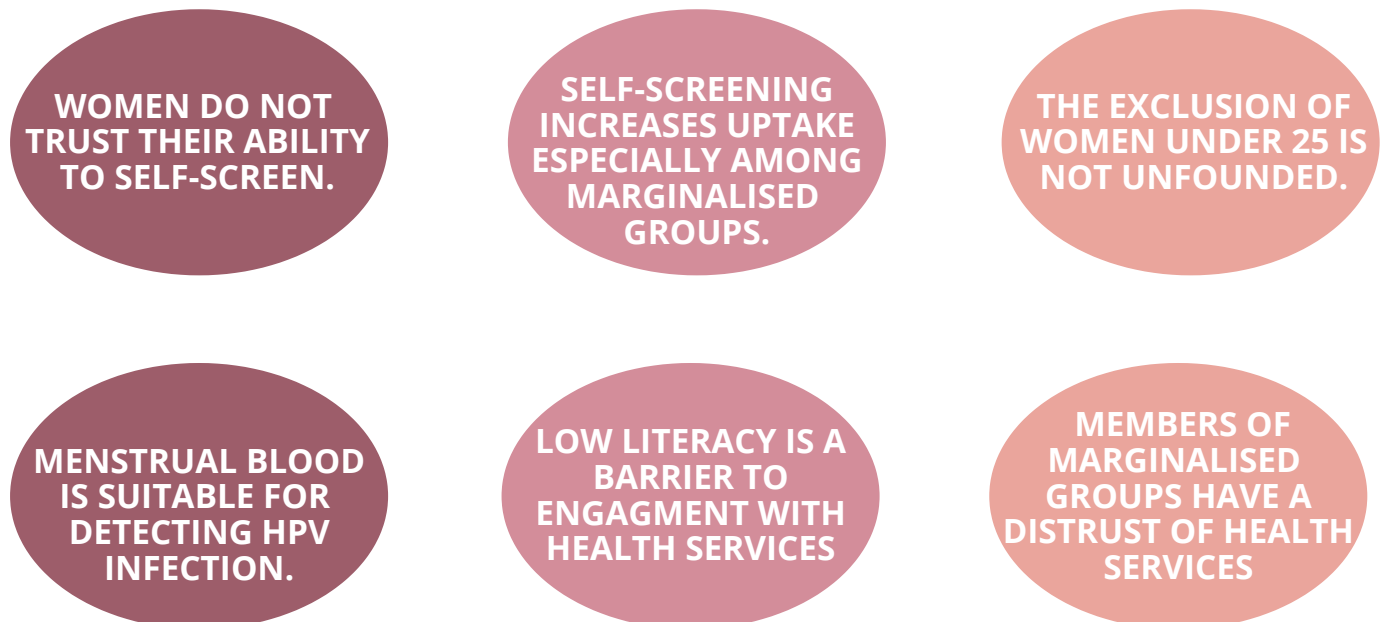 WOMEN DO NOT
TRUST THEIR ABILITY
TO SELF-SCREEN.
SELF-SCREENING
INCREASES UPTAKE
ESPECIALLY AMONG
MARGINALISED
GROUPS.
THE EXCLUSION OF
WOMEN UNDER 25 IS
NOT UNFOUNDED.
MENSTRUAL BLOOD
IS SUITABLE FOR
DETECTING HPV
INFECTION.
LOW LITERACY IS A
BARRIER TO
ENGAGMENT WITH
HEALTH SERVICES
MEMBERS OF
MARGINALISED
GROUPS HAVE A
DISTRUST OF HEALTH
SERVICES